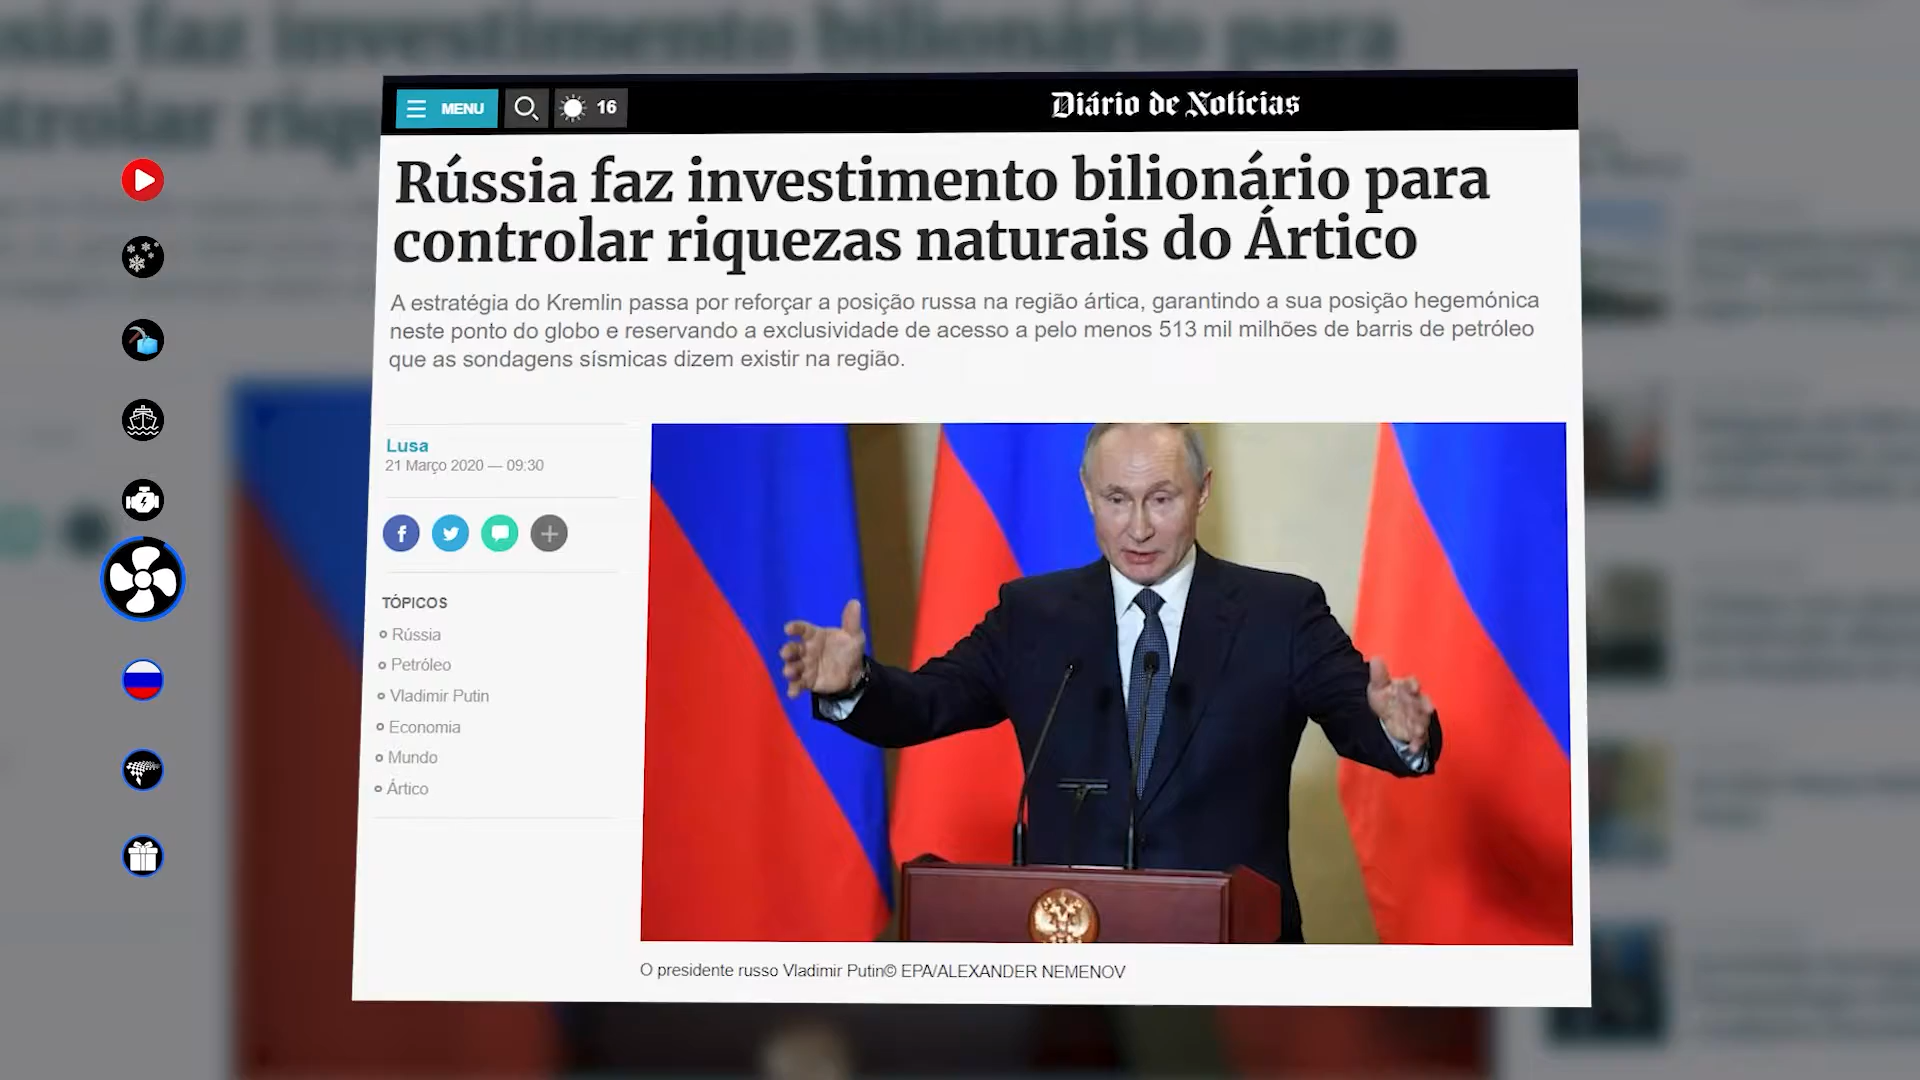 MENU
16
Diário de Notícias
Rússia faz investimento bilionário para
controlar riquezas naturais do Ártico
A estratégia do Kremlin passa por reforçar a posição russa na região ártica, garantindo a sua posição hegemónica
neste ponto do globo e reservando a exclusividade de acesso a pelo menos 513 mil milhões de barris de petróleo
que as sondagens sísmicas dizem existir na região.
Lusa
21 Março 2020 — 09:30
TÓPICOS
Rússia
Petróleo
Vladimir Putin
Economia
Mundo
Ártico
O presidente russo Vladimir Putin© EPA/ALEXANDER NEMENOV